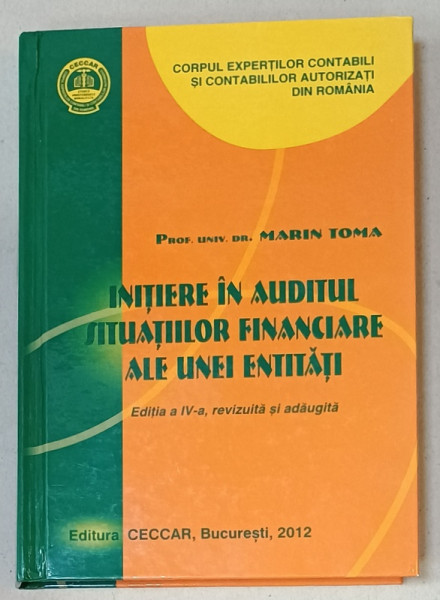 CECCAR
CORPUL EXPERȚILOR CONTABILI
ȘI CONTABILILOR AUTORIZAȚI
DIN ROMÂNIA
PROF. UNIV. DR. MARIN TOMA
INIȚIERE ÎN AUDITUL
SITUAȚIILOR FINANCIARE
ALE UNEI ENTITĂȚI
Ediția a IV-a, revizuită și adăugită
Editura CECCAR, București, 2012